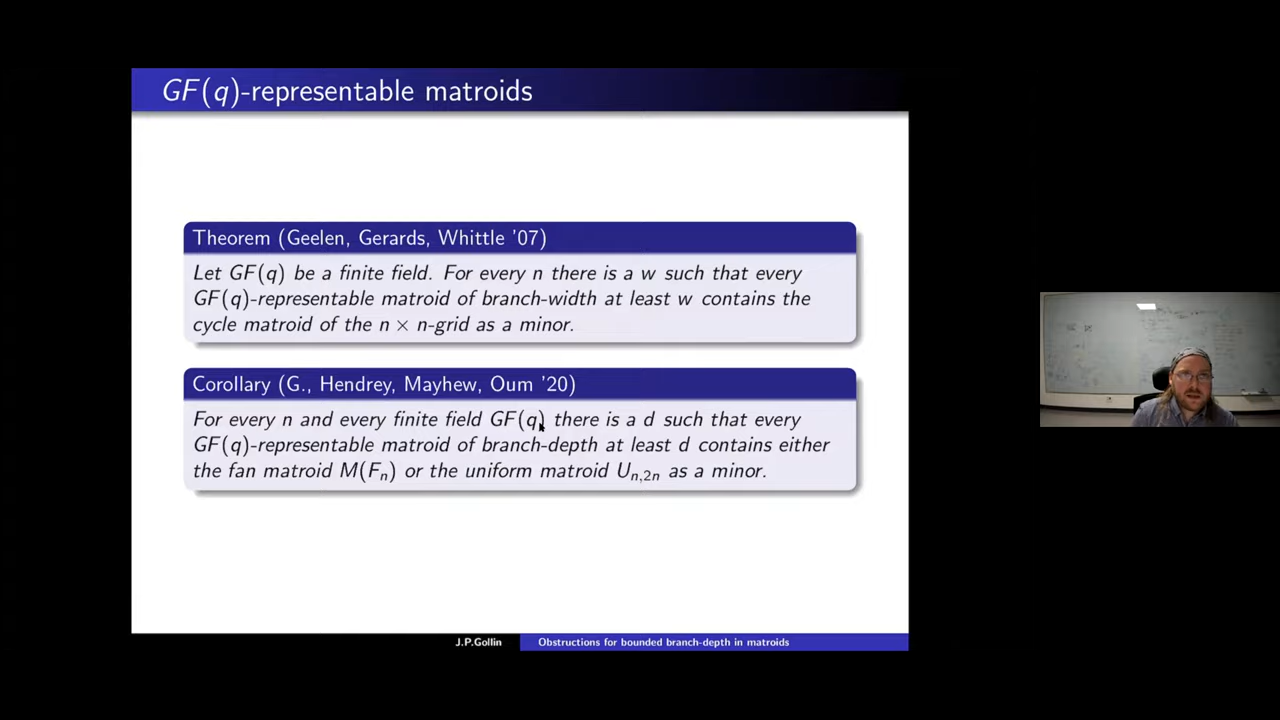 GF(q)-representable matroids
Theorem (Geelen, Gerards, Whittle '07)
Let GF(q) be a finite field. For every n there is a w such that every
GF(q)-representable matroid of branch-width at least w contains the
cycle matroid of the n × n-grid as a minor.
Corollary (G., Hendrey, Mayhew, Oum '20)
For every n and every finite field GF(q) there is a d such that every
GF(q)-representable matroid of branch-depth at least d contains either
the fan matroid M(Fₙ) or the uniform matroid Uₙ,₂ₙ as a minor.
J.P.Gollin Obstructions for bounded branch-depth in matroids